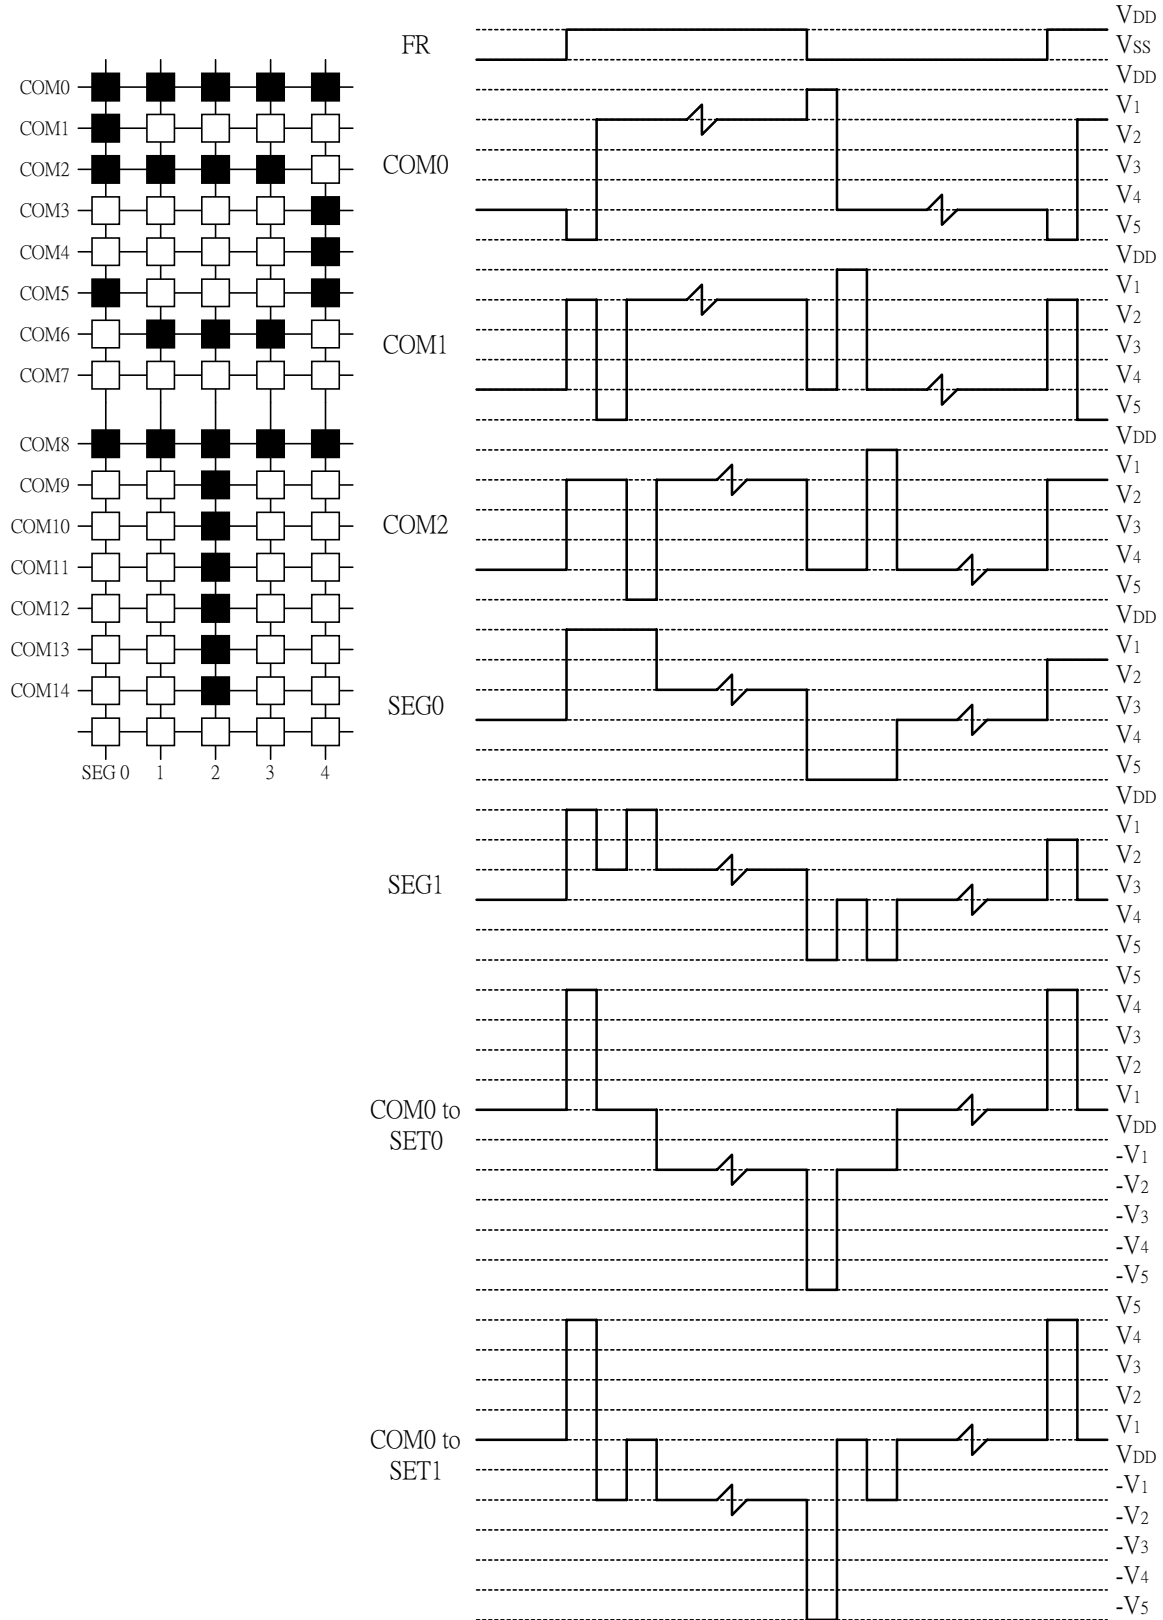 COM0
COM1
COM2
COM3
COM4
COM5
COM6
COM7
COM8
COM9
COM10
COM11
COM12
COM13
COM14
SEG 0 1 2 3 4
FR
VDD
VSS
COM0
VDD
V1
V2
V3
V4
V5
COM1
VDD
V1
V2
V3
V4
V5
COM2
VDD
V1
V2
V3
V4
V5
SEG0
VDD
V1
V2
V3
V4
V5
SEG1
VDD
V1
V2
V3
V4
V5
COM0 to
SET0
V5
V4
V3
V2
V1
VDD
-V1
-V2
-V3
-V4
-V5
COM0 to
SET1
V5
V4
V3
V2
V1
VDD
-V1
-V2
-V3
-V4
-V5